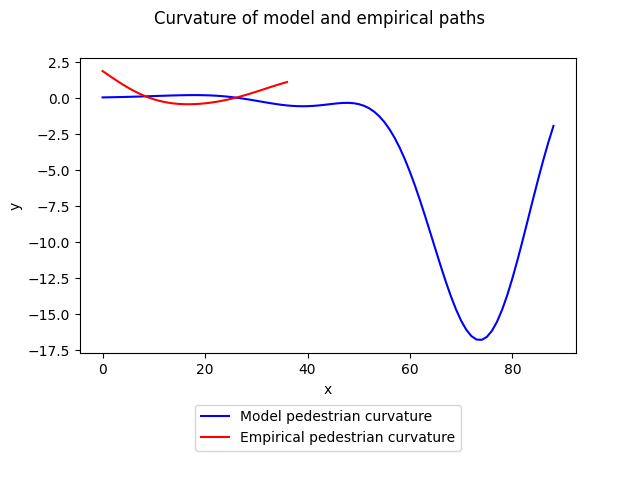 Curvature of model and empirical paths
2.5
0.0
−2.5
−5.0
−7.5
−10.0
−12.5
−15.0
−17.5
y
0 20 40 60 80
x
Model pedestrian curvature
Empirical pedestrian curvature